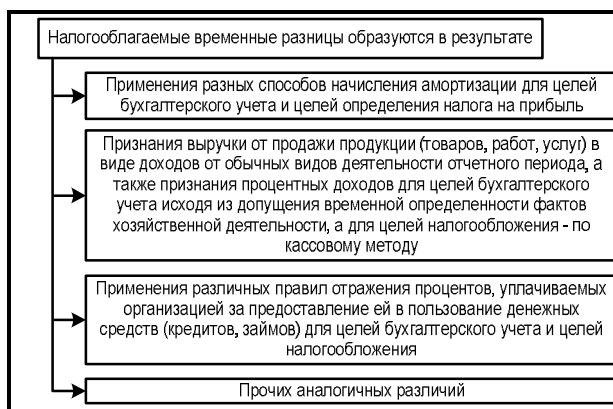 Налогооблагаемые временные разницы образуются в результате
Применения разных способов начисления амортизации для целей
бухгалтерского учета и целей определения налога на прибыль
Признания выручки от продажи продукции (товаров, работ, услуг) в
виде доходов от обычных видов деятельности отчетного периода, а
также признания процентных доходов для целей бухгалтерского
учета исходя из допущения временной определенности фактов
хозяйственной деятельности, а для целей налогообложения - по
кассовому методу
Применения различных правил отражения процентов, уплачиваемых
организацией за предоставление ей в пользование денежных
средств (кредитов, займов) для целей бухгалтерского учета и целей
налогообложения
Прочих аналогичных различий